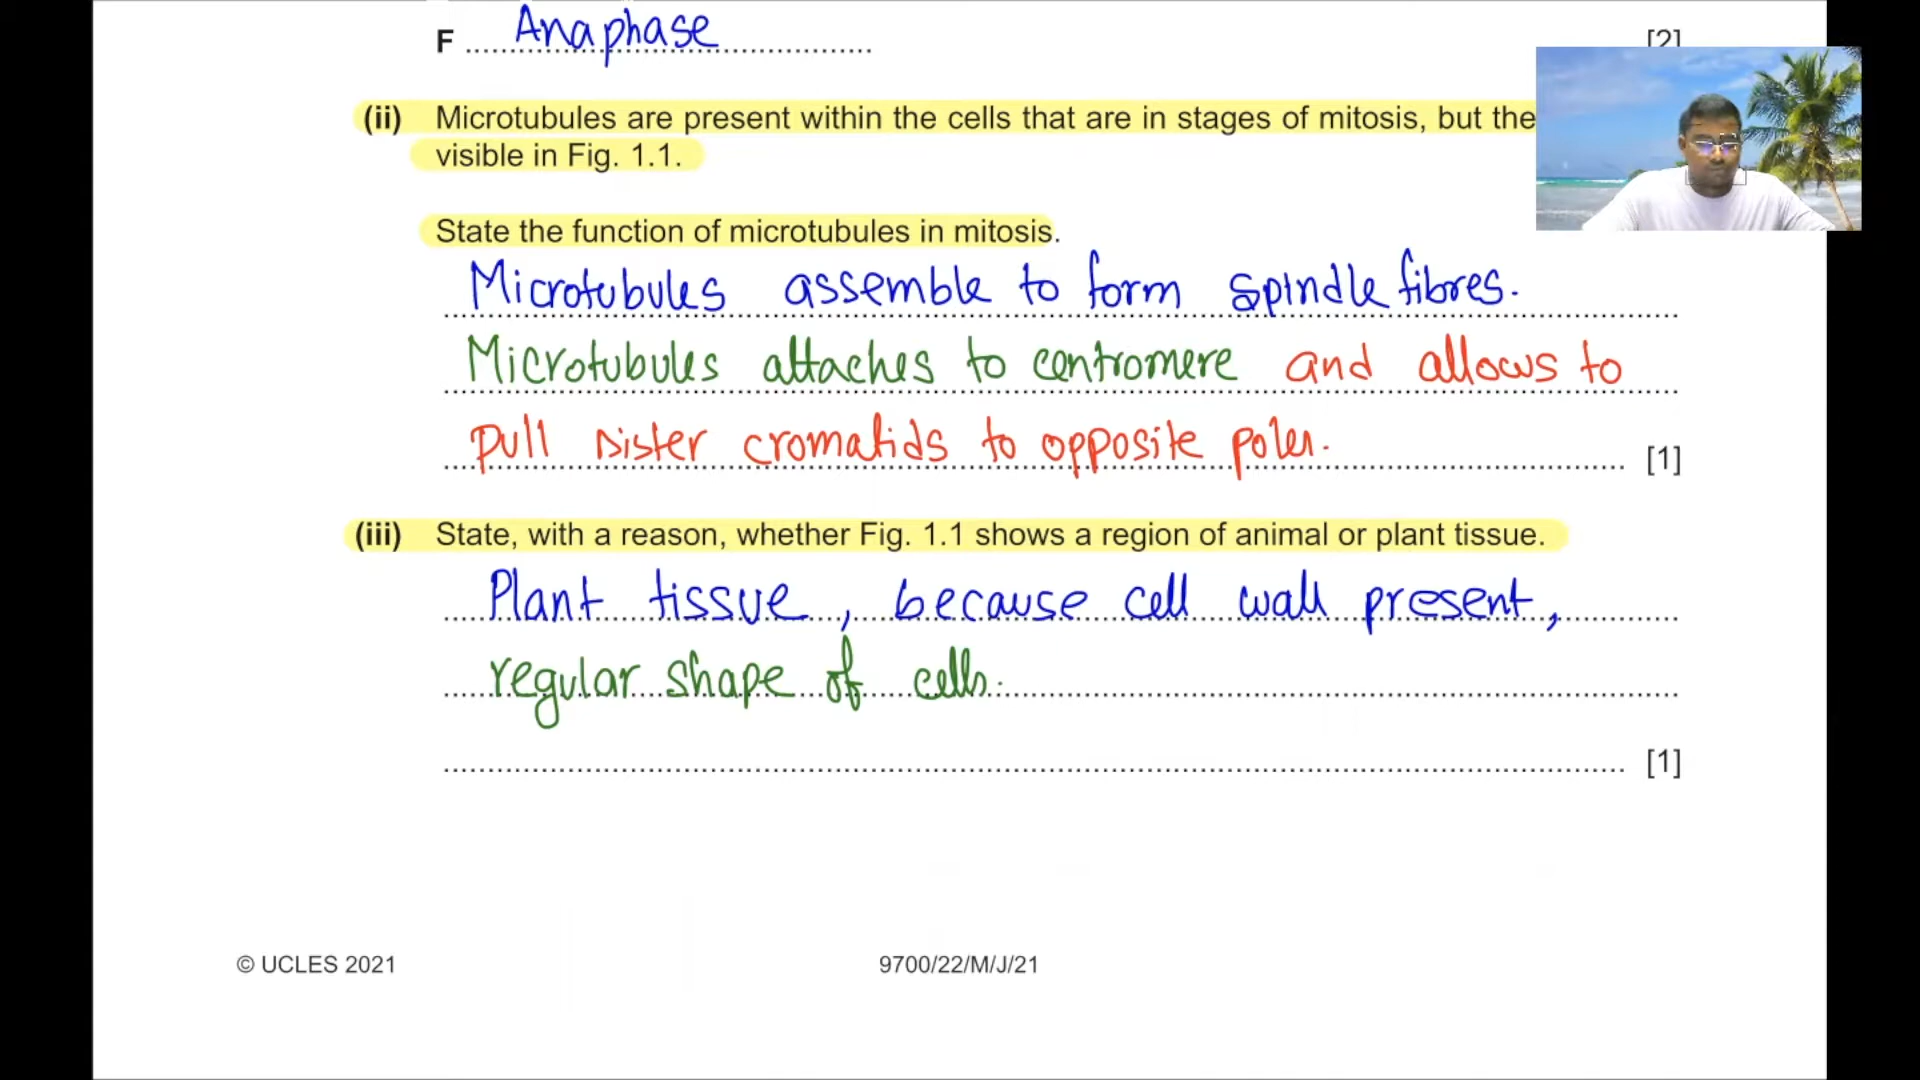 F ........ Anaphase ........ [2]
(ii) Microtubules are present within the cells that are in stages of mitosis, but the
visible in Fig. 1.1.
State the function of microtubules in mitosis.
Microtubules assemble to form spindle fibres.
Microtubules attaches to centromere and allows to
pull sister cromatids to opposite poles. [1]
(iii) State, with a reason, whether Fig. 1.1 shows a region of animal or plant tissue.
Plant tissue, because cell wall present,
regular shape of cells.
[1]
© UCLES 2021 9700/22/M/J/21